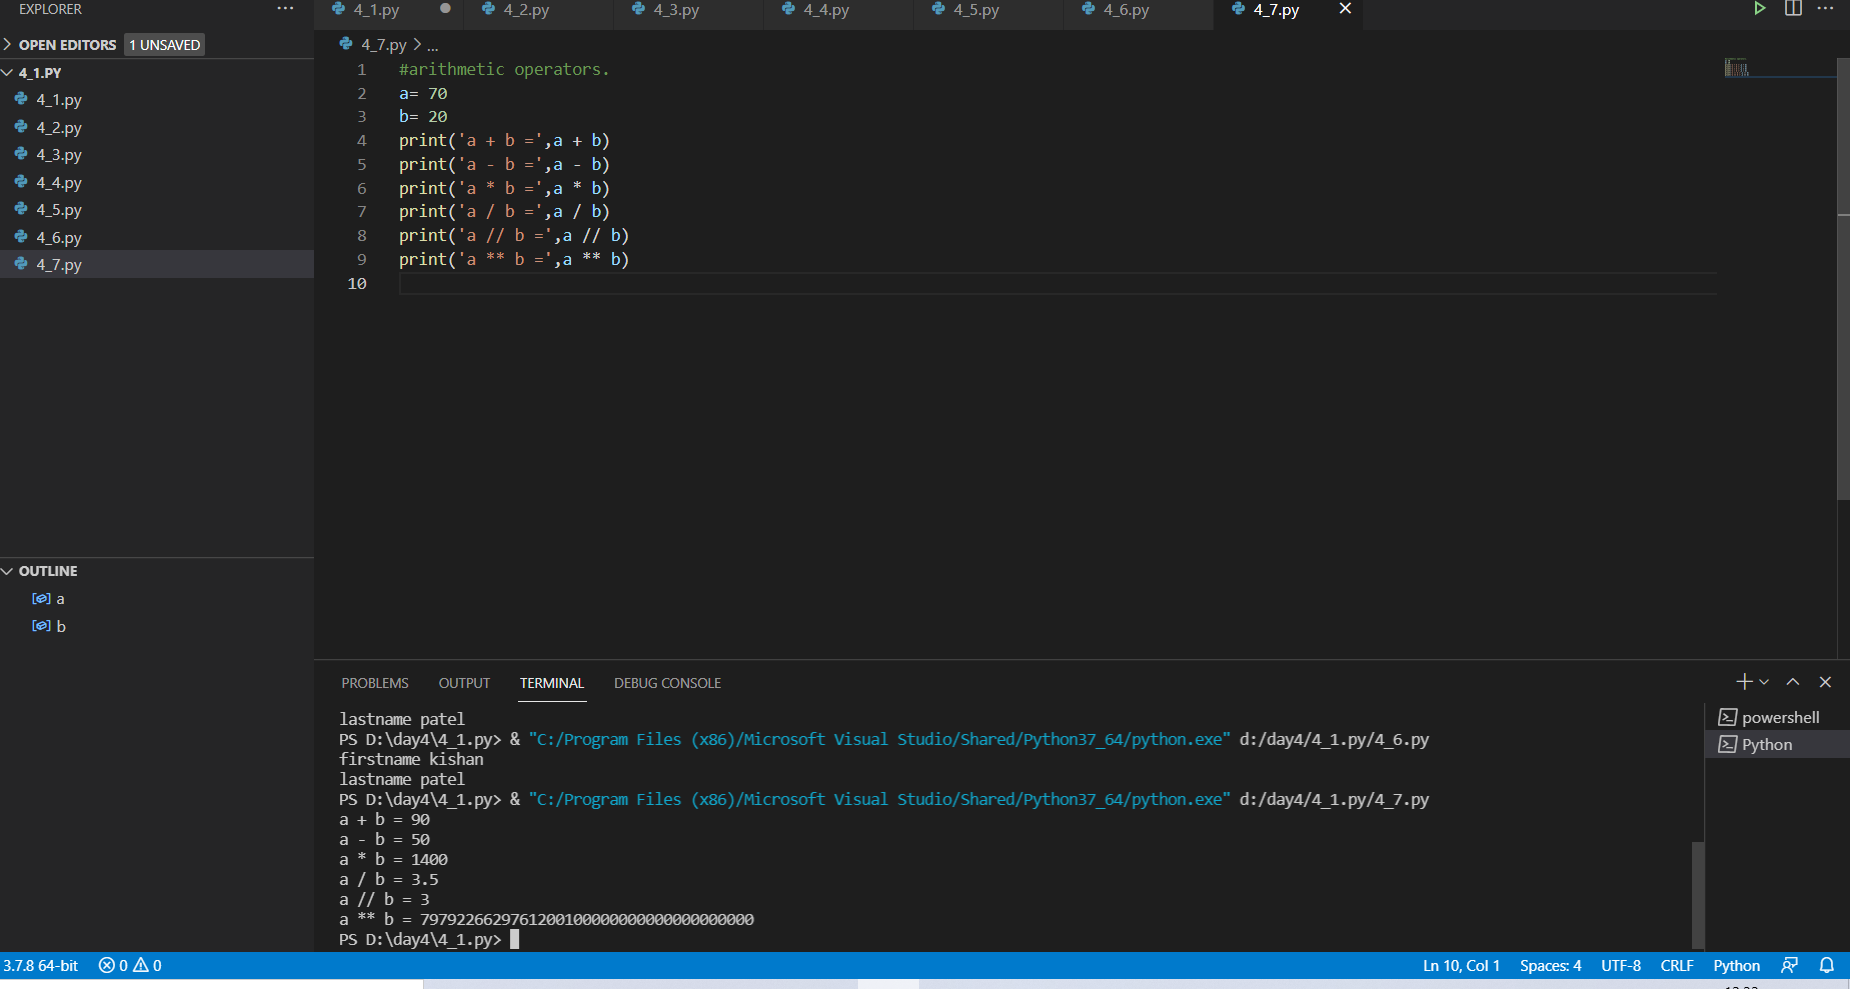 EXPLORER ...
OPEN EDITORS 1 UNSAVED
4_1.PY
4_1.py
4_2.py
4_3.py
4_4.py
4_5.py
4_6.py
4_7.py
OUTLINE
a
b
4_1.py 4_2.py 4_3.py 4_4.py 4_5.py 4_6.py 4_7.py
4_7.py > ...
1 #arithmetic operators.
2 a= 70
3 b= 20
4 print('a + b =',a + b)
5 print('a - b =',a - b)
6 print('a * b =',a * b)
7 print('a / b =',a / b)
8 print('a // b =',a // b)
9 print('a ** b =',a ** b)
10
PROBLEMS OUTPUT TERMINAL DEBUG CONSOLE
lastname patel
PS D:\day4\4_1.py> & "C:/Program Files (x86)/Microsoft Visual Studio/Shared/Python37_64/python.exe" d:/day4/4_1.py/4_6.py
firstname kishan
lastname patel
PS D:\day4\4_1.py> & "C:/Program Files (x86)/Microsoft Visual Studio/Shared/Python37_64/python.exe" d:/day4/4_1.py/4_7.py
a + b = 90
a - b = 50
a * b = 1400
a / b = 3.5
a // b = 3
a ** b = 7979226629761200100000000000000000000
PS D:\day4\4_1.py>
powershell
Python
3.7.8 64-bit 0 0 Ln 10, Col 1 Spaces: 4 UTF-8 CRLF Python